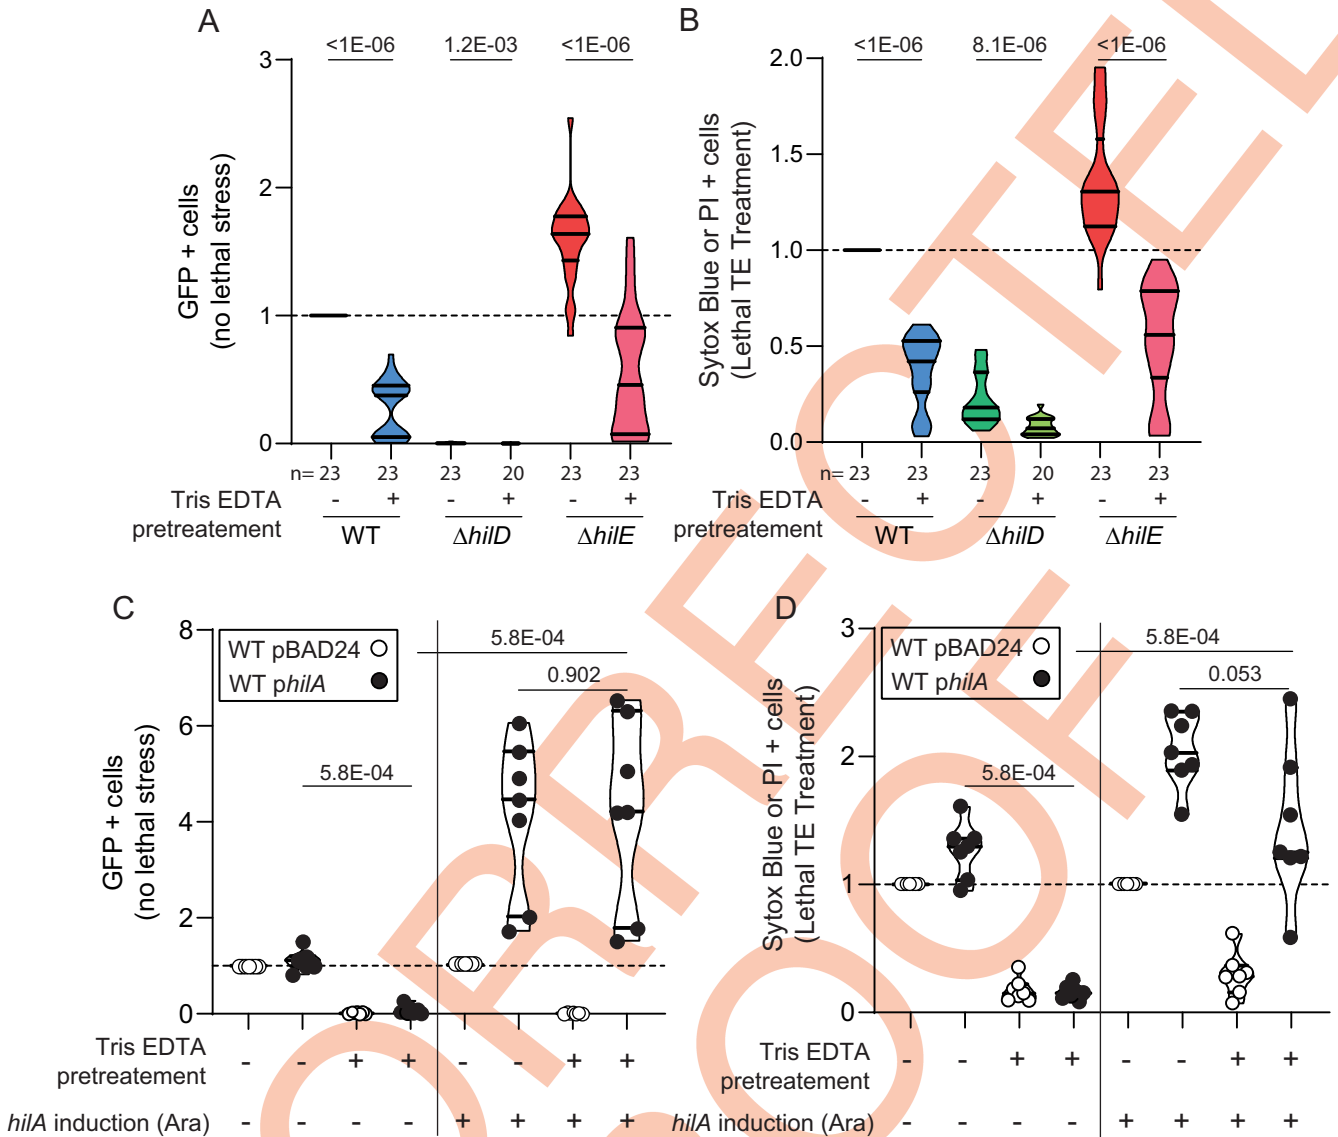 A
<1E-06 1.2E-03 <1E-06
3
2
1
0
GFP + cells
(no lethal stress)
n= 23 23 23 20 23 23
Tris EDTA - + - + - +
pretreatement
WT ΔhilD ΔhilE
B
<1E-06 8.1E-06 <1E-06
2.0
1.5
1.0
0.5
0.0
Sytox Blue or PI + cells
(Lethal TE Treatment)
n= 23 23 23 20 23 23
Tris EDTA - + - + - +
pretreatement
WT ΔhilD ΔhilE
C
8
6
4
2
0
GFP + cells
(no lethal stress)
WT pBAD24
WT philA
5.8E-04
0.902
5.8E-04
Tris EDTA
pretreatement - - + + - - + +
hilA induction (Ara) - - - - + + + +
D
3
2
1
0
Sytox Blue or PI + cells
(Lethal TE Treatment)
WT pBAD24
WT philA
5.8E-04
0.053
5.8E-04
Tris EDTA
pretreatement - - + + - - + +
hilA induction (Ara) - - - - + + + +